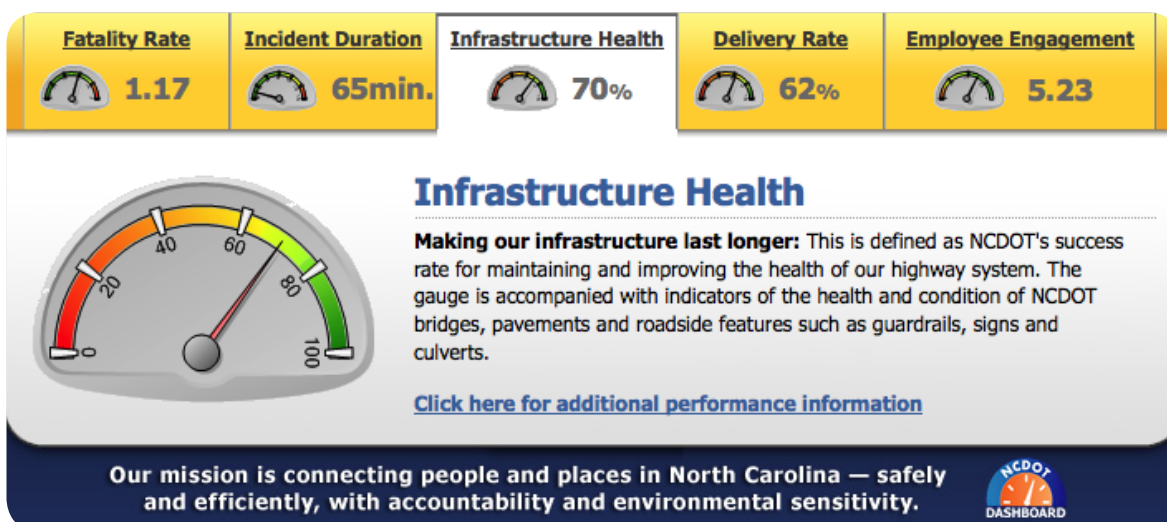 Fatality Rate
1.17
Incident Duration
65min.
Infrastructure Health
70%
Delivery Rate
62%
Employee Engagement
5.23
0
20
40
60
80
100
Infrastructure Health
Making our infrastructure last longer: This is defined as NCDOT's success
rate for maintaining and improving the health of our highway system. The
gauge is accompanied with indicators of the health and condition of NCDOT
bridges, pavements and roadside features such as guardrails, signs and
culverts.
Click here for additional performance information
Our mission is connecting people and places in North Carolina — safely
and efficiently, with accountability and environmental sensitivity.
NCDOT
DASHBOARD